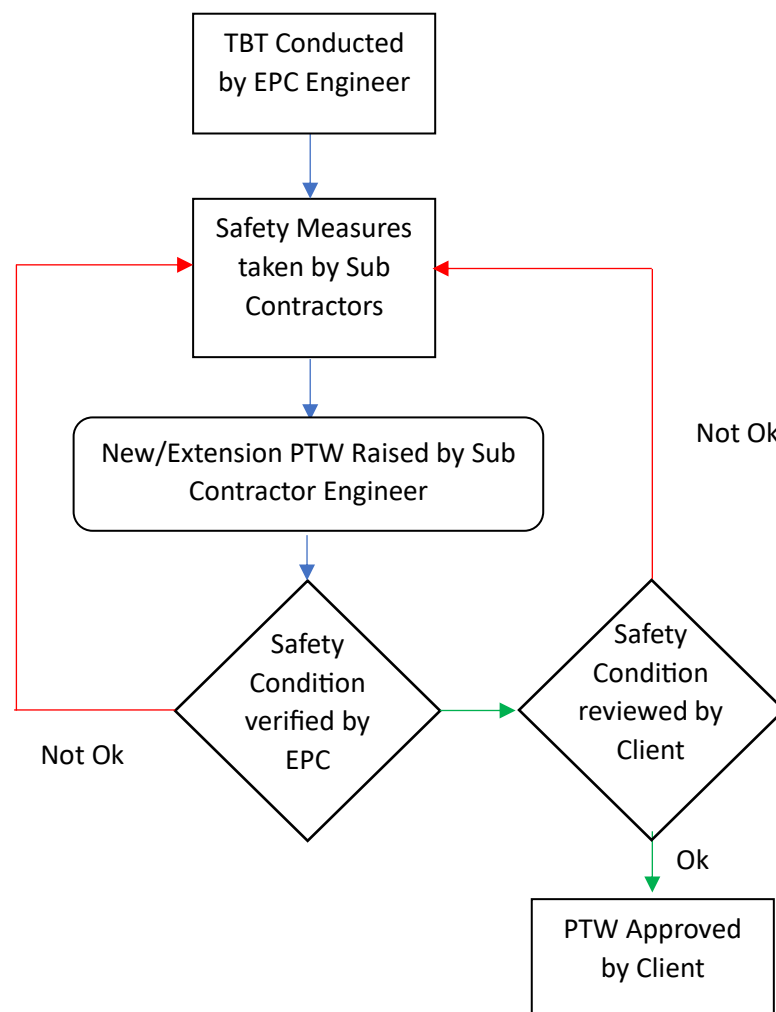 TBT Conducted
by EPC Engineer
Safety Measures
taken by Sub
Contractors
Not Ok
New/Extension PTW Raised by Sub
Contractor Engineer
Safety
Condition
verified by
EPC
Safety
Condition
reviewed by
Client
Not Ok
Ok
PTW Approved
by Client